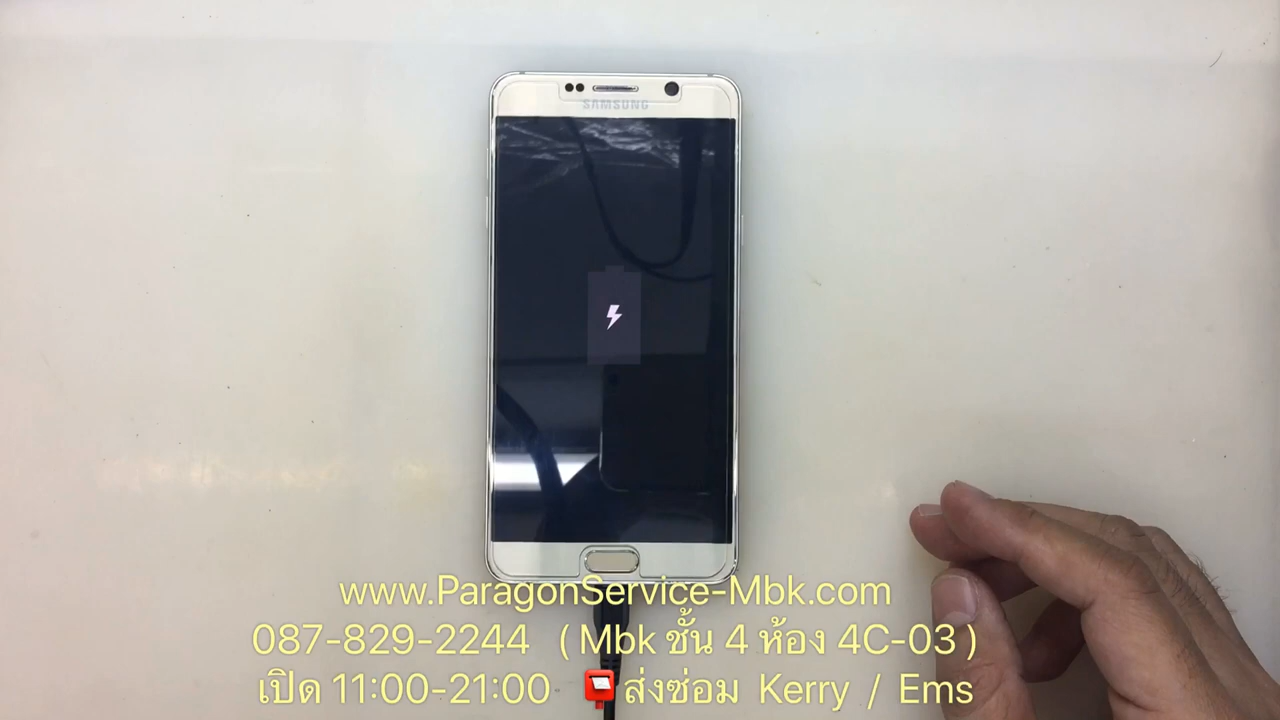 SAMSUNG
www.ParagonService-Mbk.com
087-829-2244 (Mbk ชั้น 4 ห้อง 4C-03)
เปิด 11:00-21:00 📮ส่งซ่อม Kerry / Ems